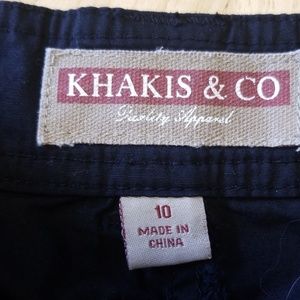 KHAKIS & CO
Quality Apparel
10
MADE IN
CHINA